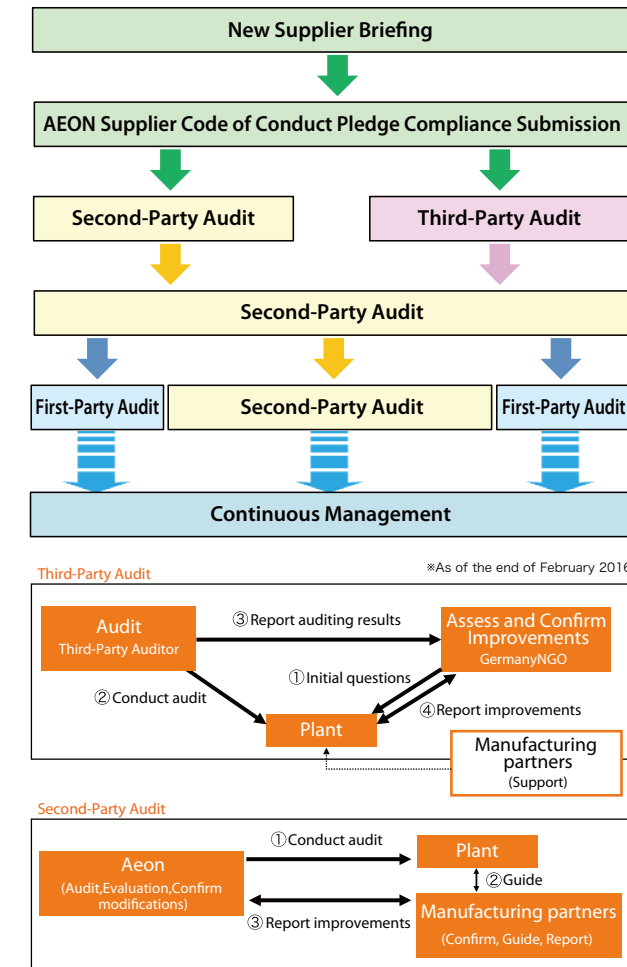 New Supplier Briefing
AEON Supplier Code of Conduct Pledge Compliance Submission
Second-Party Audit
Third-Party Audit
Second-Party Audit
First-Party Audit
Second-Party Audit
First-Party Audit
Continuous Management
※As of the end of February 2016
Third-Party Audit
Audit
Third-Party Auditor
③Report auditing results
Assess and Confirm
Improvements
GermanyNGO
①Initial questions
②Conduct audit
④Report improvements
Plant
Manufacturing
partners
(Support)
Second-Party Audit
①Conduct audit
Aeon
(Audit,Evaluation,Confirm
modifications)
Plant
②Guide
③Report improvements
Manufacturing partners
(Confirm, Guide, Report)